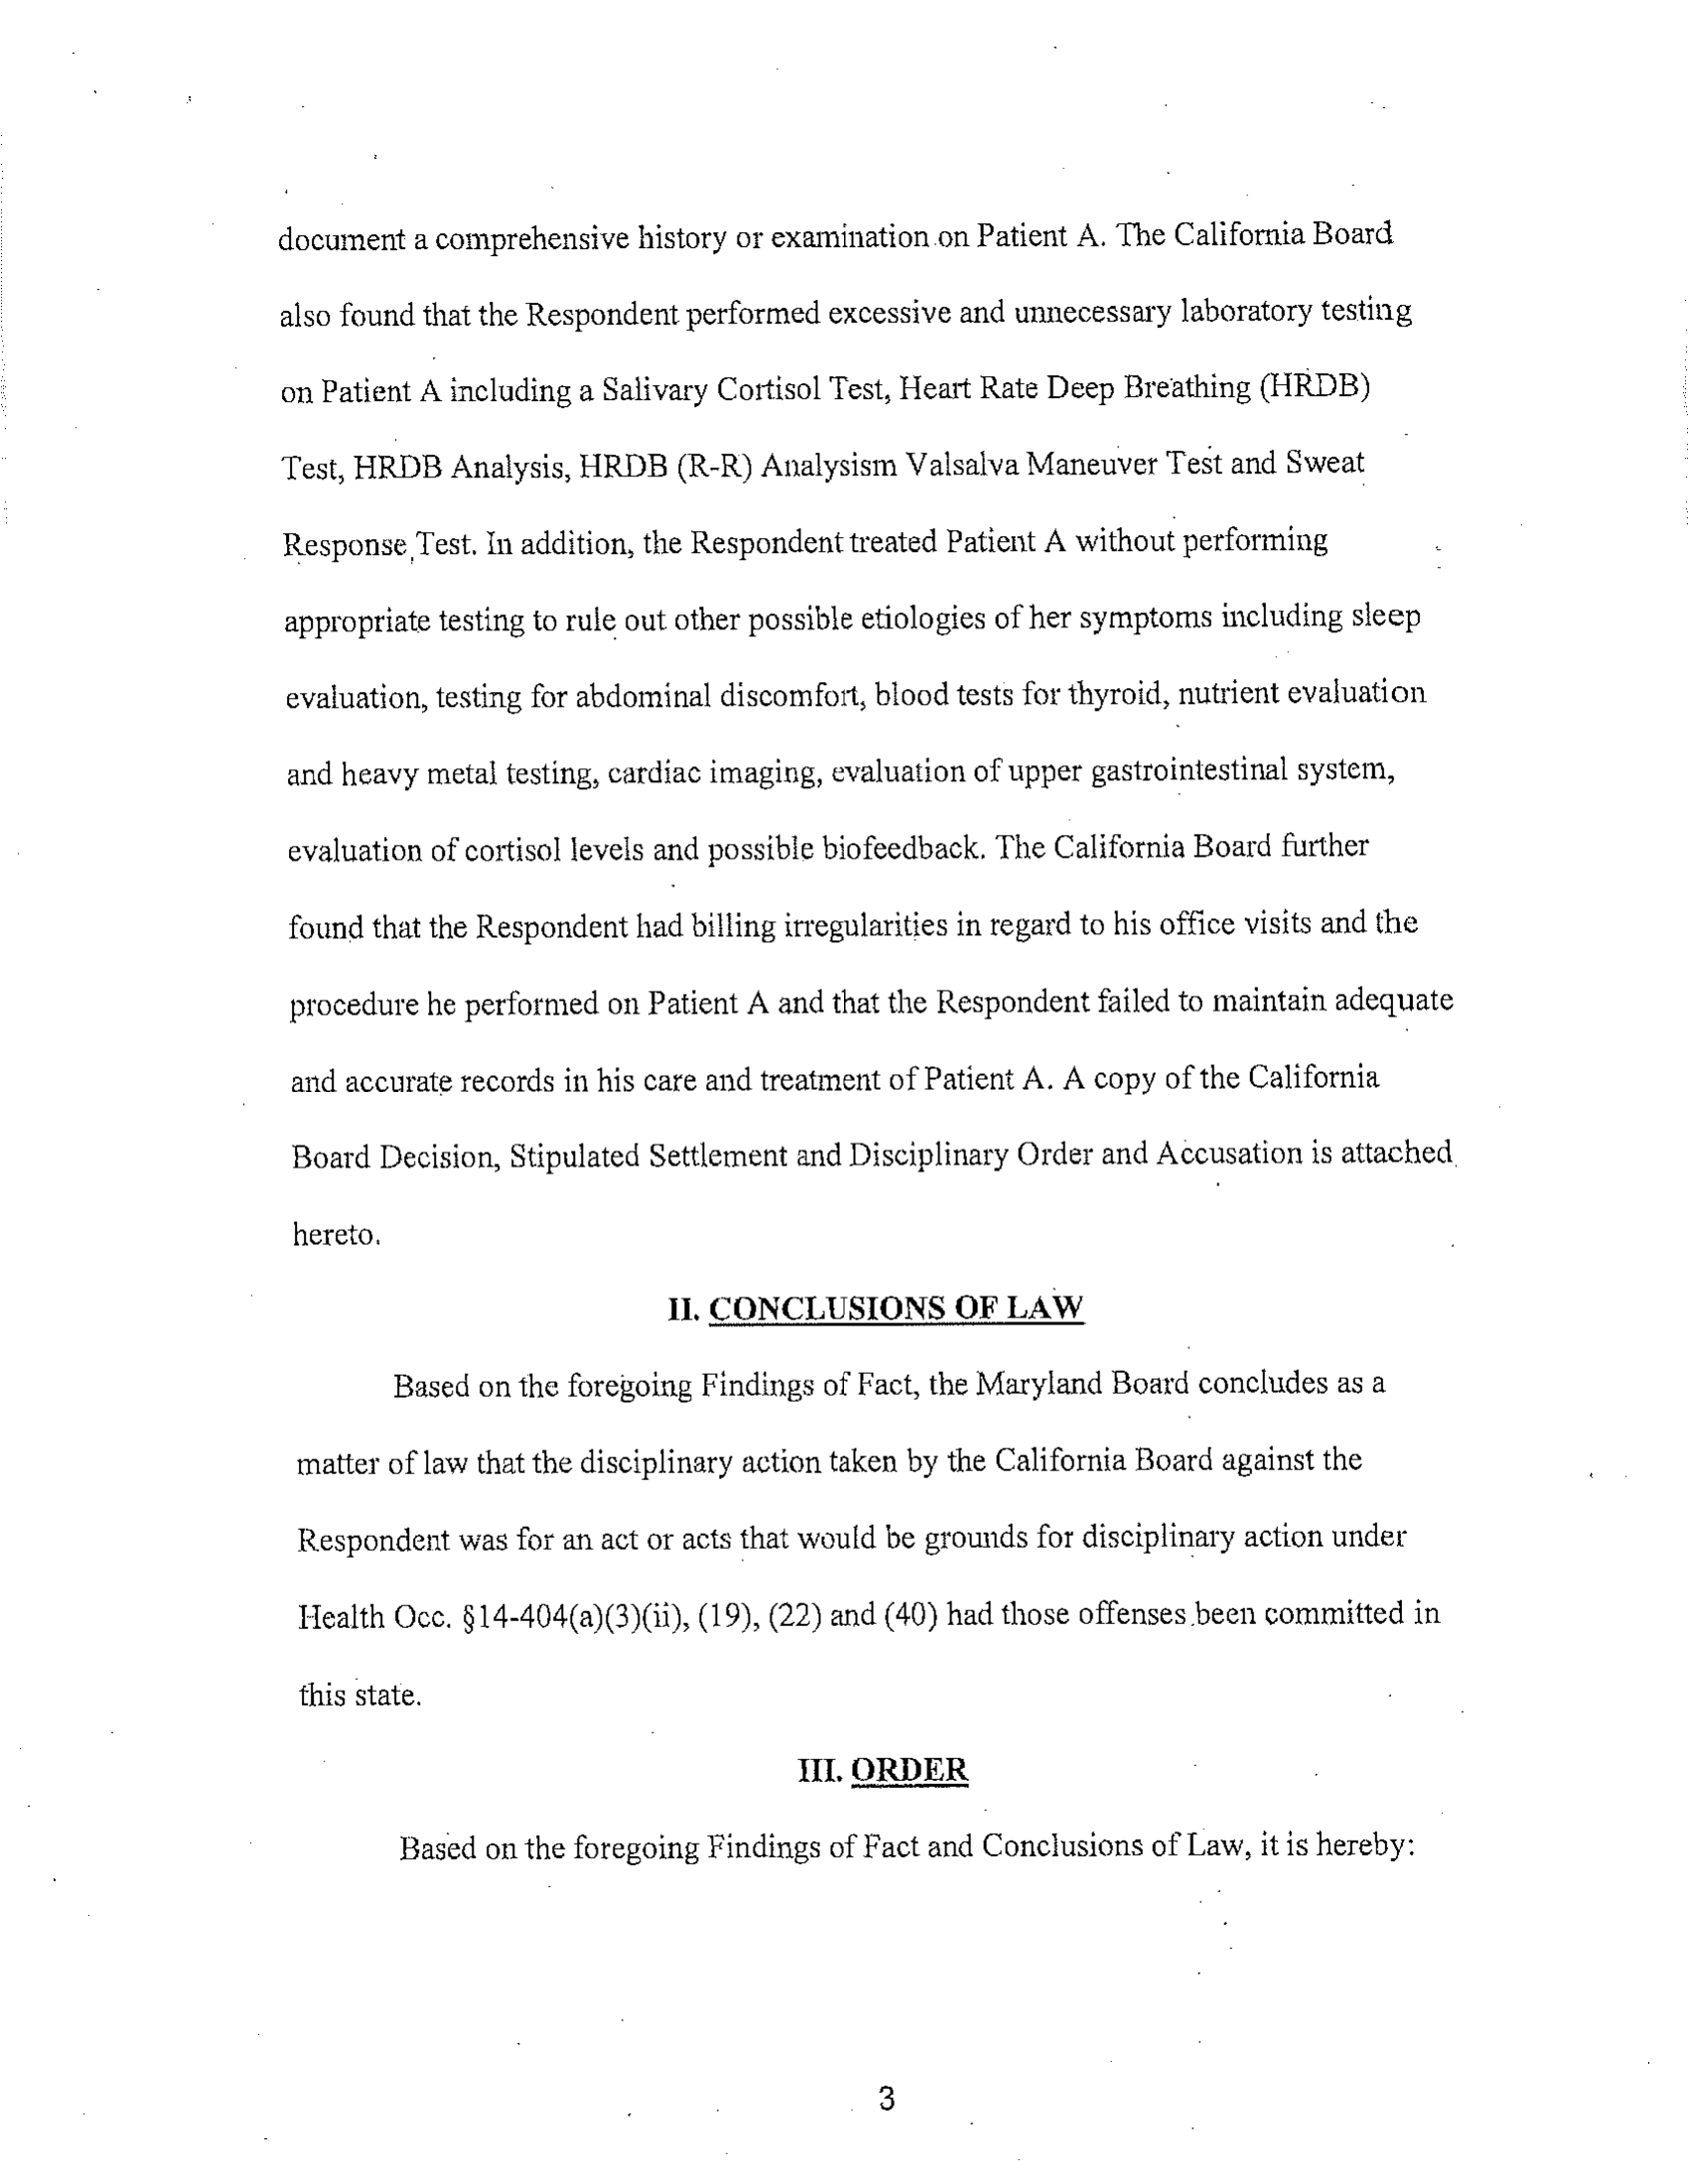 document a comprehensive history or examination on Patient A. The California Board
also found that the Respondent performed excessive and unnecessary laboratory testing
on Patient A including a Salivary Cortisol Test, Heart Rate Deep Breathing (HRDB)
Test, HRDB Analysis, HRDB (R-R) Analysism Valsalva Maneuver Test and Sweat
Response Test. In addition, the Respondent treated Patient A without performing
appropriate testing to rule out other possible etiologies of her symptoms including sleep
evaluation, testing for abdominal discomfort, blood tests for thyroid, nutrient evaluation
and heavy metal testing, cardiac imaging, evaluation of upper gastrointestinal system,
evaluation of cortisol levels and possible biofeedback. The California Board further
found that the Respondent had billing irregularities in regard to his office visits and the
procedure he performed on Patient A and that the Respondent failed to maintain adequate
and accurate records in his care and treatment of Patient A. A copy of the California
Board Decision, Stipulated Settlement and Disciplinary Order and Accusation is attached
hereto.
II. CONCLUSIONS OF LAW
Based on the foregoing Findings of Fact, the Maryland Board concludes as a
matter of law that the disciplinary action taken by the California Board against the
Respondent was for an act or acts that would be grounds for disciplinary action under
Health Occ. §14-404(a)(3)(ii), (19), (22) and (40) had those offenses been committed in
this state.
III. ORDER
Based on the foregoing Findings of Fact and Conclusions of Law, it is hereby:
3